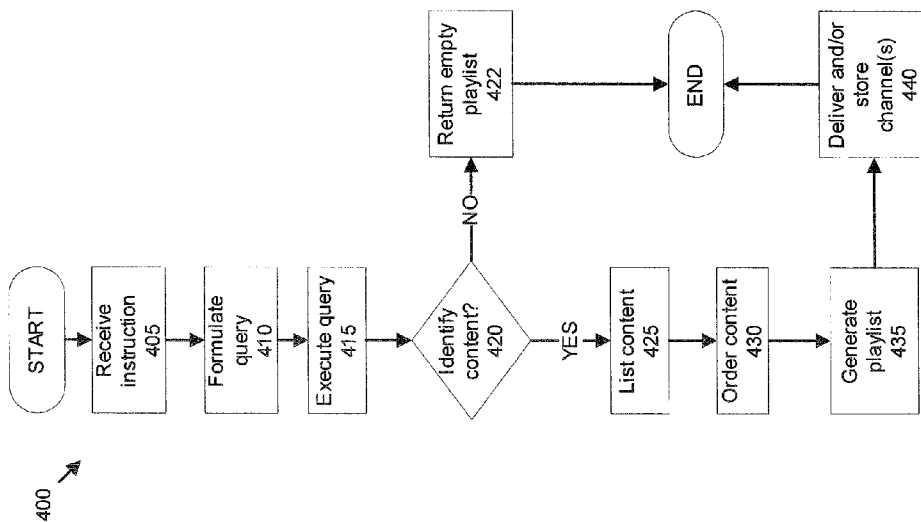 400
START
Receive
instruction
405
Formulate
query
410
Execute query
415
Identify
content?
420
NO
Return empty
playlist
422
YES
List content
425
Order content
430
Generate
playlist
435
Deliver and/or
store
channel(s)
440
END